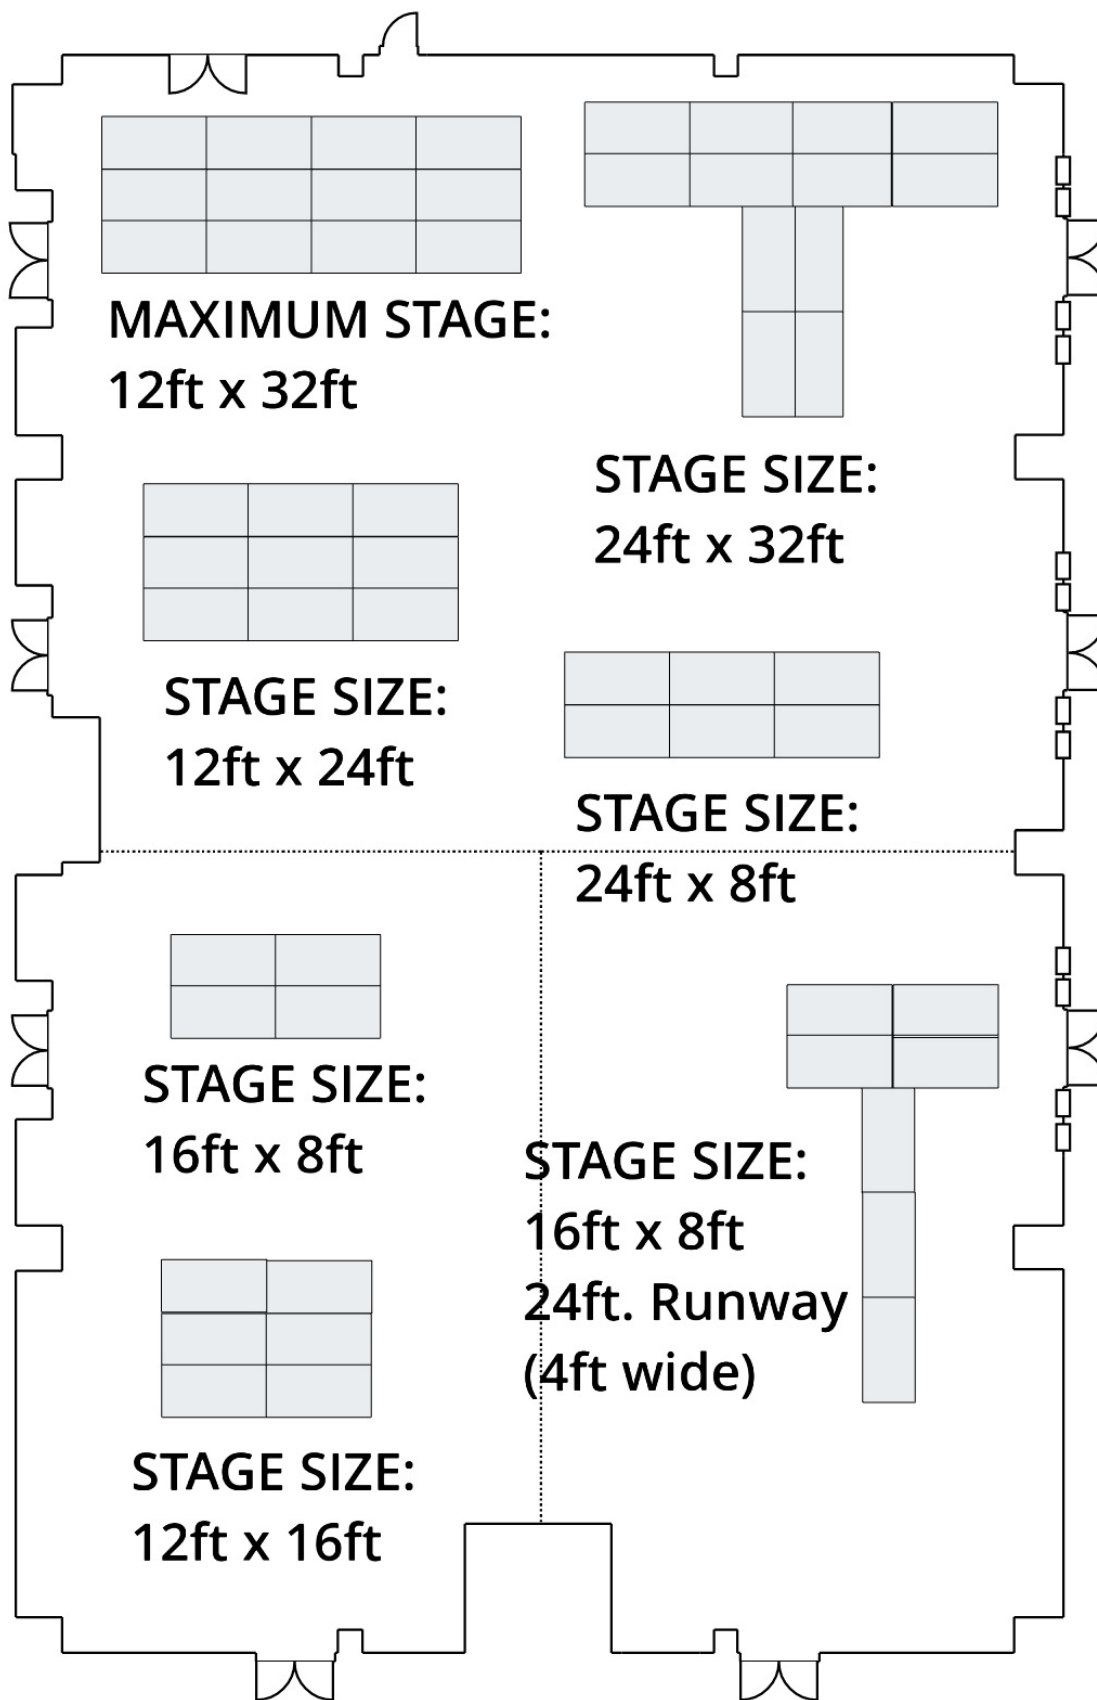 MAXIMUM STAGE:
12ft x 32ft
STAGE SIZE:
24ft x 32ft
STAGE SIZE:
12ft x 24ft
STAGE SIZE:
24ft x 8ft
STAGE SIZE:
16ft x 8ft
STAGE SIZE:
16ft x 8ft
24ft. Runway
(4ft wide)
STAGE SIZE:
12ft x 16ft